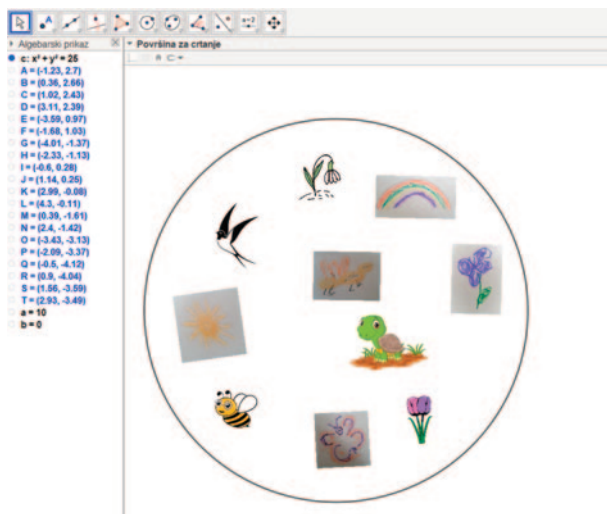 Algebarski prikaz
Površina za crtanje
c: x² + y² = 25
A = (-1.23, 2.7)
B = (0.36, 2.66)
C = (1.02, 2.43)
D = (3.11, 2.39)
E = (-3.59, 0.97)
F = (-1.68, 1.03)
G = (-4.01, -1.37)
H = (-2.33, -1.13)
I = (-0.6, 0.28)
J = (1.14, 0.25)
K = (2.99, -0.08)
L = (4.3, -0.11)
M = (0.39, -1.61)
N = (2.4, -1.42)
O = (-3.43, -3.13)
P = (-2.09, -3.37)
Q = (-0.5, -4.12)
R = (0.9, -4.04)
S = (1.56, -3.59)
T = (2.93, -3.49)
a = 10
b = 0